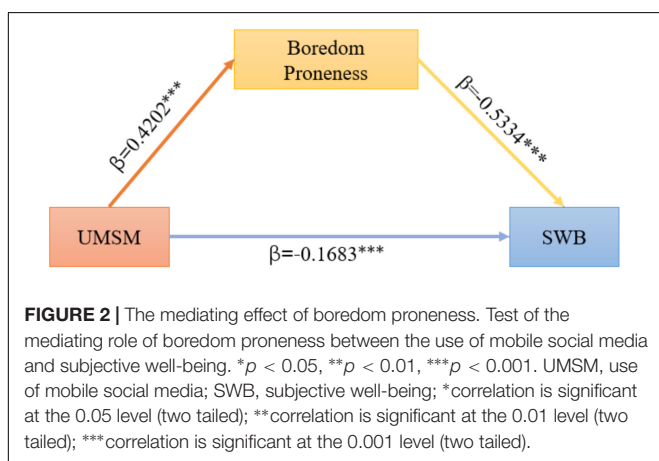 Boredom
Proneness
β=0.4202***
β=-0.5334***
UMSM
SWB
β=-0.1683***
FIGURE 2 | The mediating effect of boredom proneness. Test of the
mediating role of boredom proneness between the use of mobile social media
and subjective well-being. *p < 0.05, **p < 0.01, ***p < 0.001. UMSM, use
of mobile social media; SWB, subjective well-being; *correlation is significant
at the 0.05 level (two tailed); **correlation is significant at the 0.01 level (two
tailed); ***correlation is significant at the 0.001 level (two tailed).